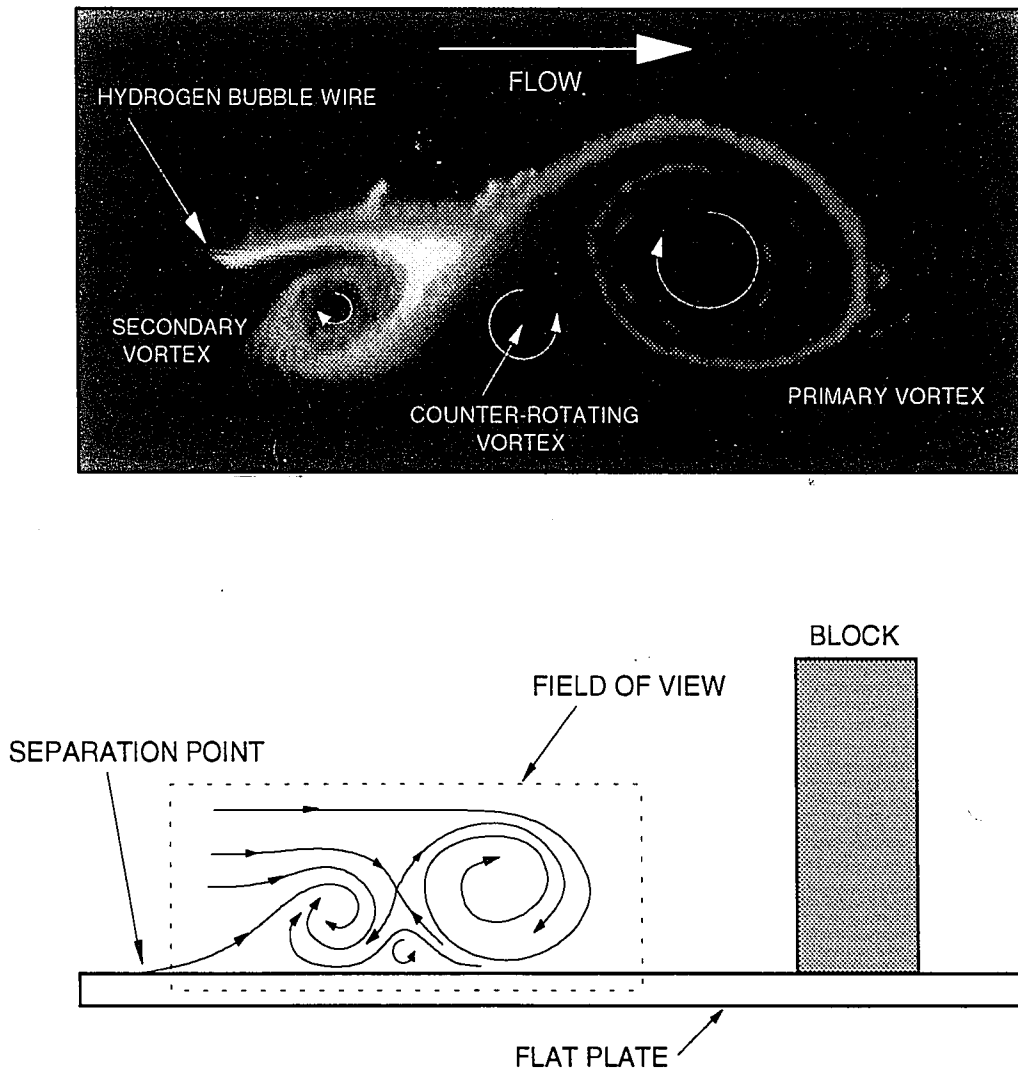 FLOW
HYDROGEN BUBBLE WIRE
SECONDARY
VORTEX
COUNTER-ROTATING
VORTEX
PRIMARY VORTEX
BLOCK
FIELD OF VIEW
SEPARATION POINT
FLAT PLATE